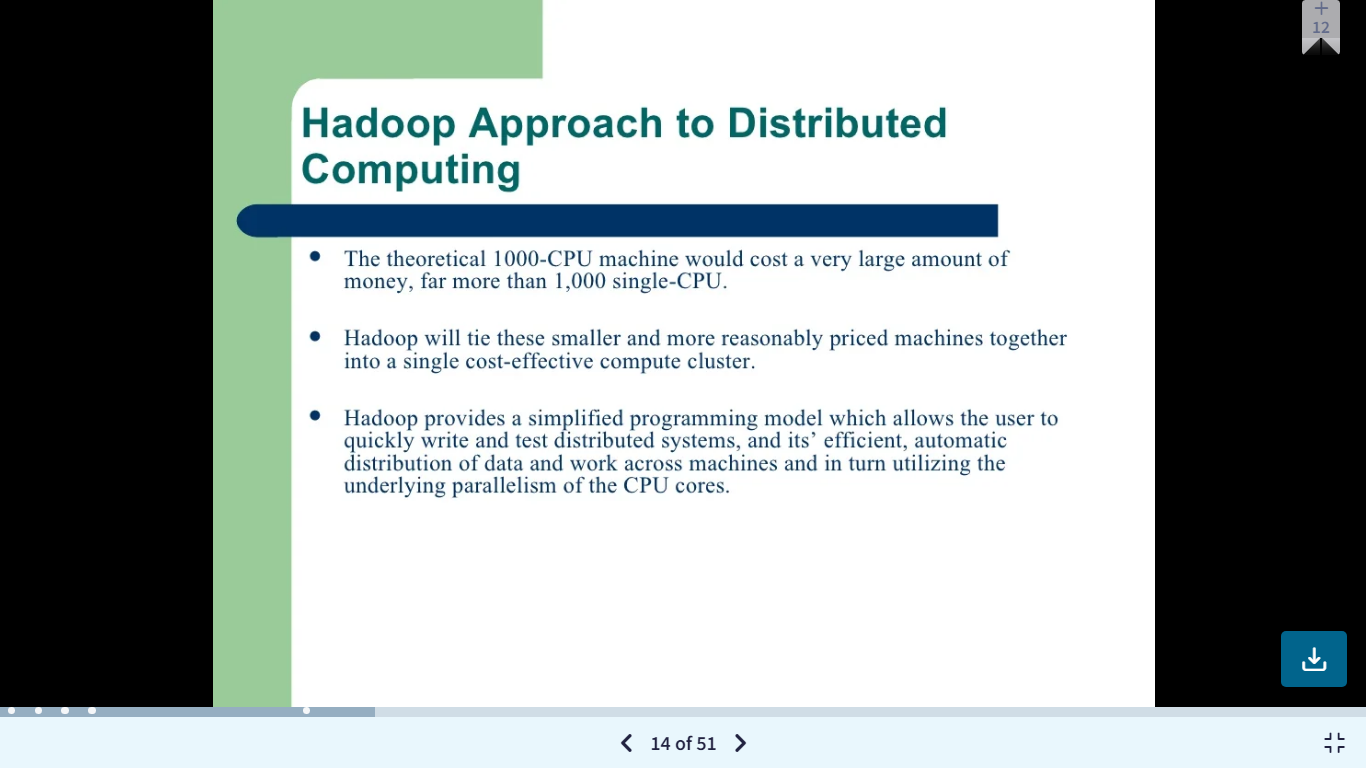 +
12
Hadoop Approach to Distributed
Computing
• The theoretical 1000-CPU machine would cost a very large amount of
money, far more than 1,000 single-CPU.
• Hadoop will tie these smaller and more reasonably priced machines together
into a single cost-effective compute cluster.
• Hadoop provides a simplified programming model which allows the user to
quickly write and test distributed systems, and its’ efficient, automatic
distribution of data and work across machines and in turn utilizing the
underlying parallelism of the CPU cores.
14 of 51